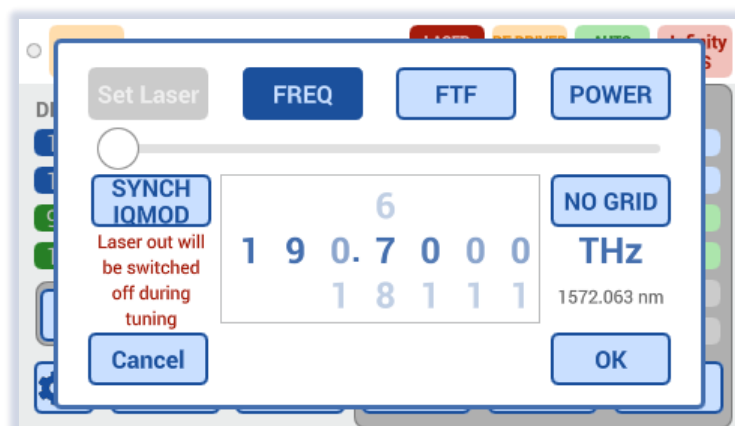 Set Laser FREQ FTF POWER
SYNCH
IQMOD
6
NO GRID
Laser out will
be switched
off during
tuning
1 9 0.7 0 0 0
THz
1 8 1 1 1
1572.063 nm
Cancel
OK